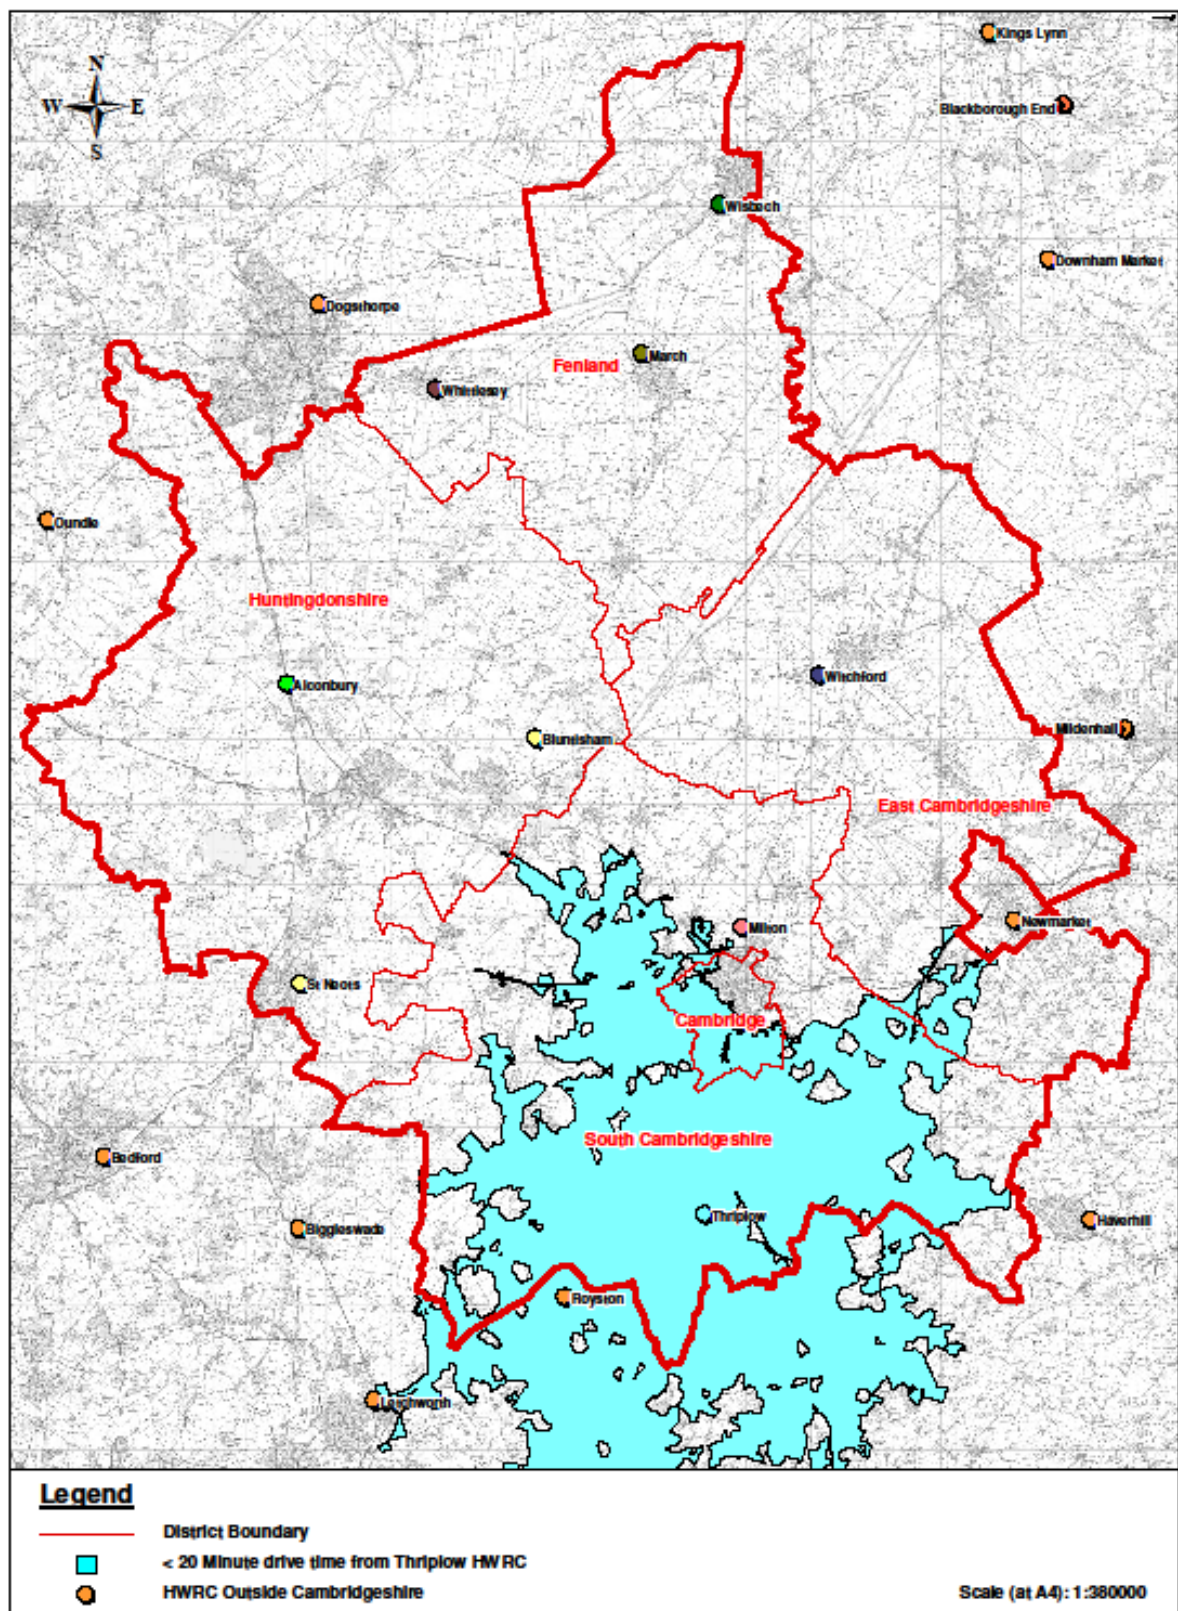 Kings Lynn
N
W E
S
Blackborough End
Wisbech
Downham Market
Dogsthorpe
Fenland
March
Whittlesey
Oundle
Huntingdonshire
Witchford
Alconbury
Mildenhall
Bluntisham
East Cambridgeshire
Newmarket
Milton
St Neots
Cambridge
South Cambridgeshire
Bedford
Thriplow
Haverhill
Biggleswade
Royston
Letchworth
Legend
District Boundary
< 20 Minute drive time from Thriplow HWRC
HWRC Outside Cambridgeshire
Scale (at A4): 1:380000